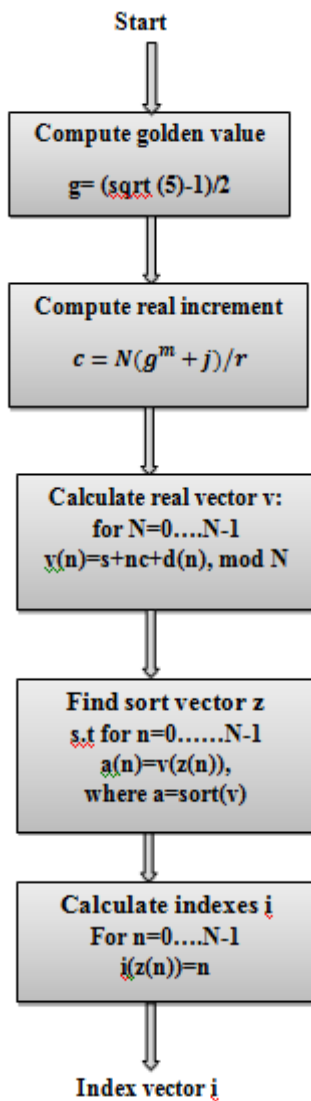 Start
Compute golden value
g= (sqrt (5)-1)/2
Compute real increment
c = N(g^m + j)/r
Calculate real vector v:
for N=0....N-1
v(n)=s+nc+d(n), mod N
Find sort vector z
s.t for n=0......N-1
a(n)=v(z(n)),
where a=sort(v)
Calculate indexes i
For n=0....N-1
i(z(n))=n
Index vector i